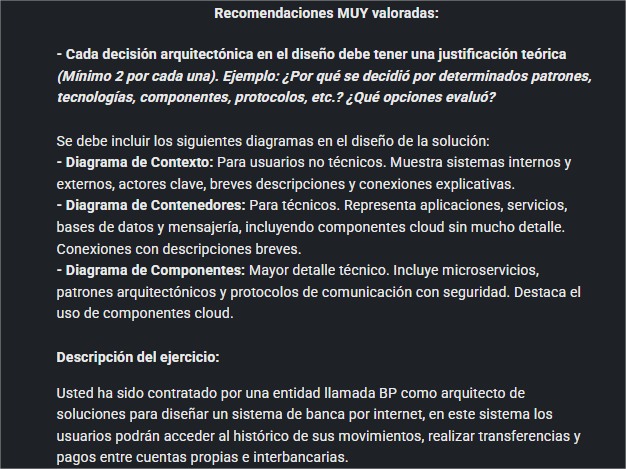 Recomendaciones MUY valoradas:
- Cada decisión arquitectónica en el diseño debe tener una justificación teórica
(Mínimo 2 por cada una). Ejemplo: ¿Por qué se decidió por determinados patrones,
tecnologías, componentes, protocolos, etc.? ¿Qué opciones evaluó?
Se debe incluir los siguientes diagramas en el diseño de la solución:
- Diagrama de Contexto: Para usuarios no técnicos. Muestra sistemas internos y
externos, actores clave, breves descripciones y conexiones explicativas.
- Diagrama de Contenedores: Para técnicos. Representa aplicaciones, servicios,
bases de datos y mensajería, incluyendo componentes cloud sin mucho detalle.
Conexiones con descripciones breves.
- Diagrama de Componentes: Mayor detalle técnico. Incluye microservicios,
patrones arquitectónicos y protocolos de comunicación con seguridad. Destaca el
uso de componentes cloud.
Descripción del ejercicio:
Usted ha sido contratado por una entidad llamada BP como arquitecto de
soluciones para diseñar un sistema de banca por internet, en este sistema los
usuarios podrán acceder al histórico de sus movimientos, realizar transferencias y
pagos entre cuentas propias e interbancarias.